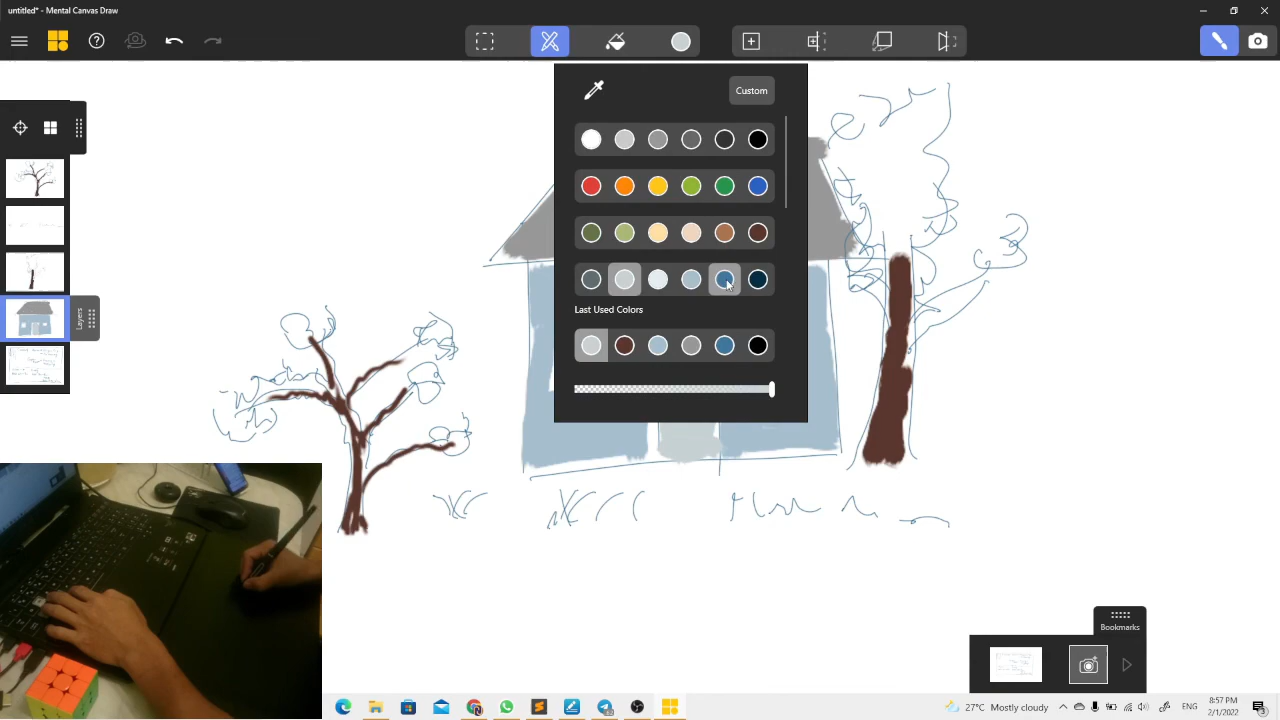 untitled* - Mental Canvas Draw
Custom
Last Used Colors
Layers
Bookmarks
27°C Mostly cloudy
ENG
8:57 PM
2/1/2022